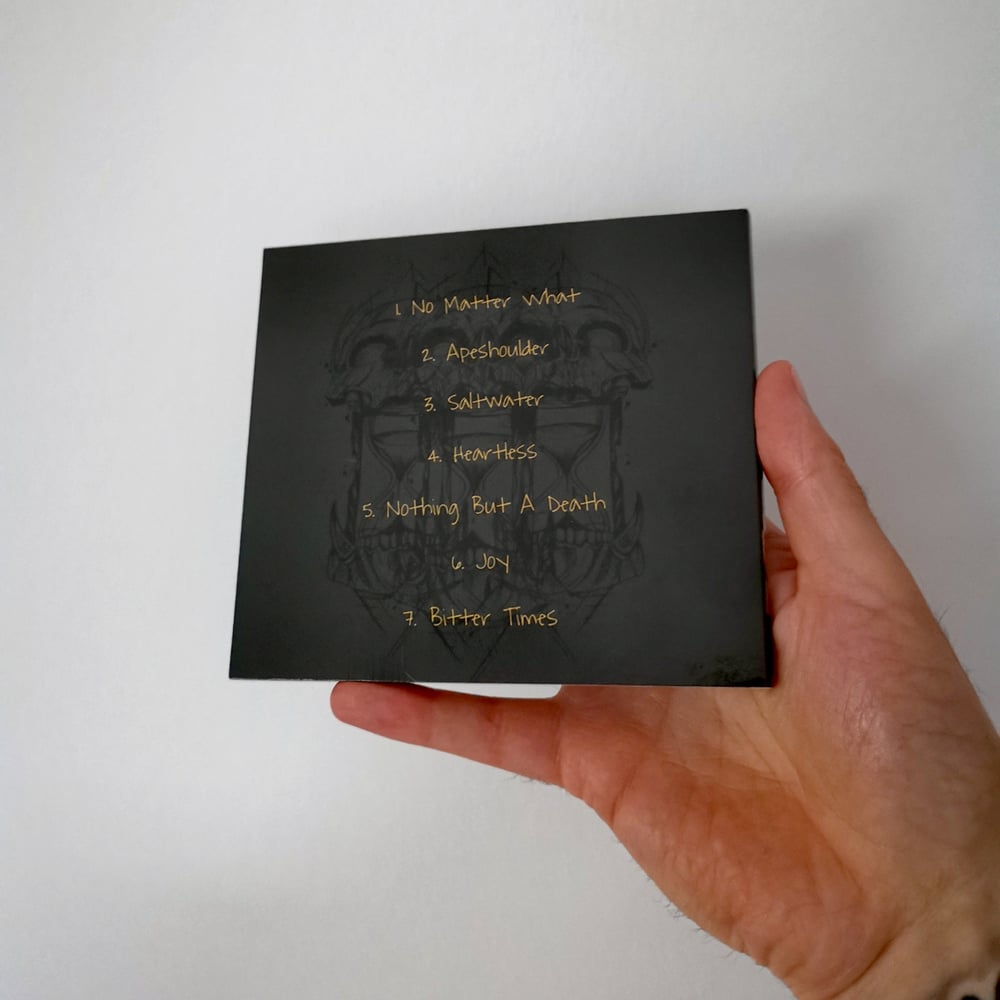 1. No Matter What
2. Apeshoulder
3. Saltwater
4. Heartless
5. Nothing But A Death
6. Joy
7. Bitter Times